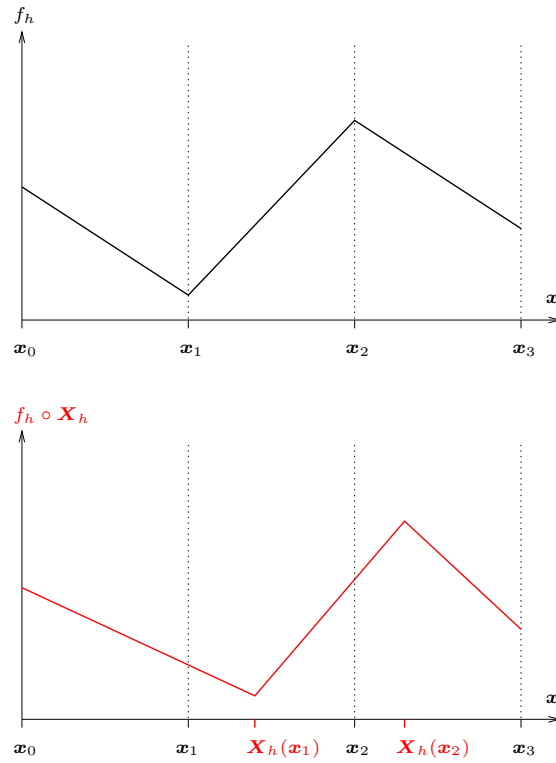 f_h
x
x_0 x_1 x_2 x_3
f_h ∘ X_h
x
x_0 x_1 X_h(x_1) x_2 X_h(x_2) x_3